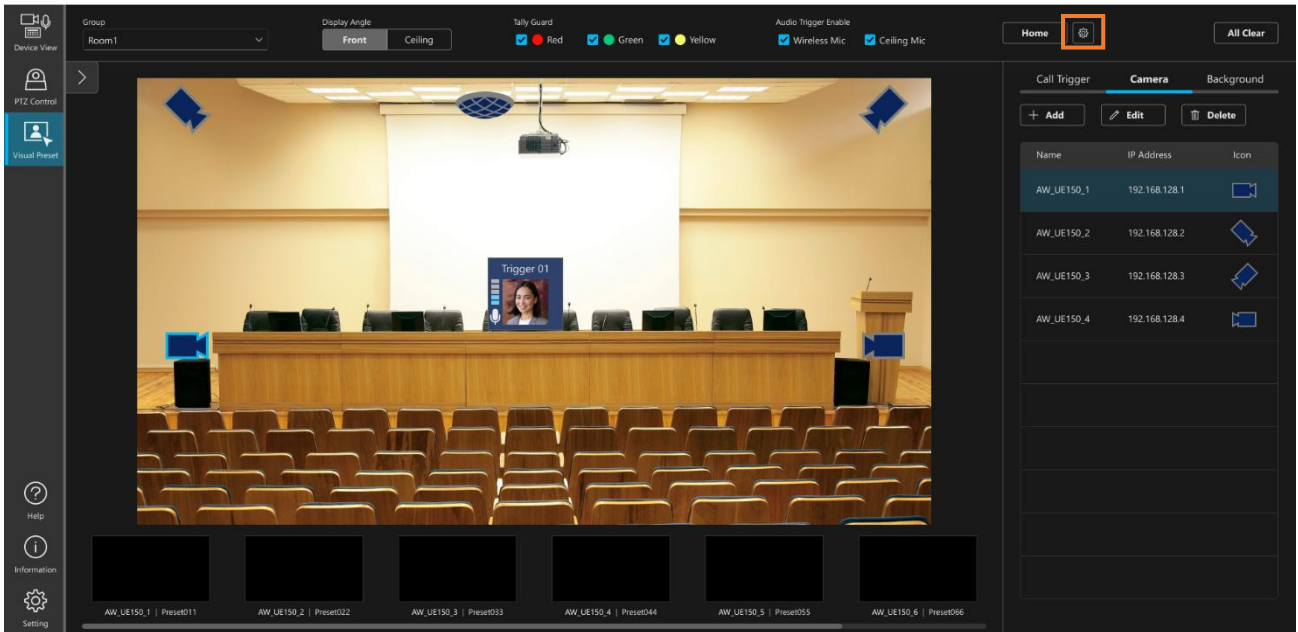 Device View
PTZ Control
Visual Preset
Help
Information
Setting
Group
Room1
Display Angle
Front Ceiling
Tally Guard
Red Green Yellow
Audio Trigger Enable
Wireless Mic Ceiling Mic
Home
All Clear
Trigger 01
AW_UE150_1 | Preset011
AW_UE150_2 | Preset022
AW_UE150_3 | Preset033
AW_UE150_4 | Preset044
AW_UE150_5 | Preset055
AW_UE150_6 | Preset066
Call Trigger Camera Background
+ Add Edit Delete
Name IP Address Icon
AW_UE150_1 192.168.128.1
AW_UE150_2 192.168.128.2
AW_UE150_3 192.168.128.3
AW_UE150_4 192.168.128.4